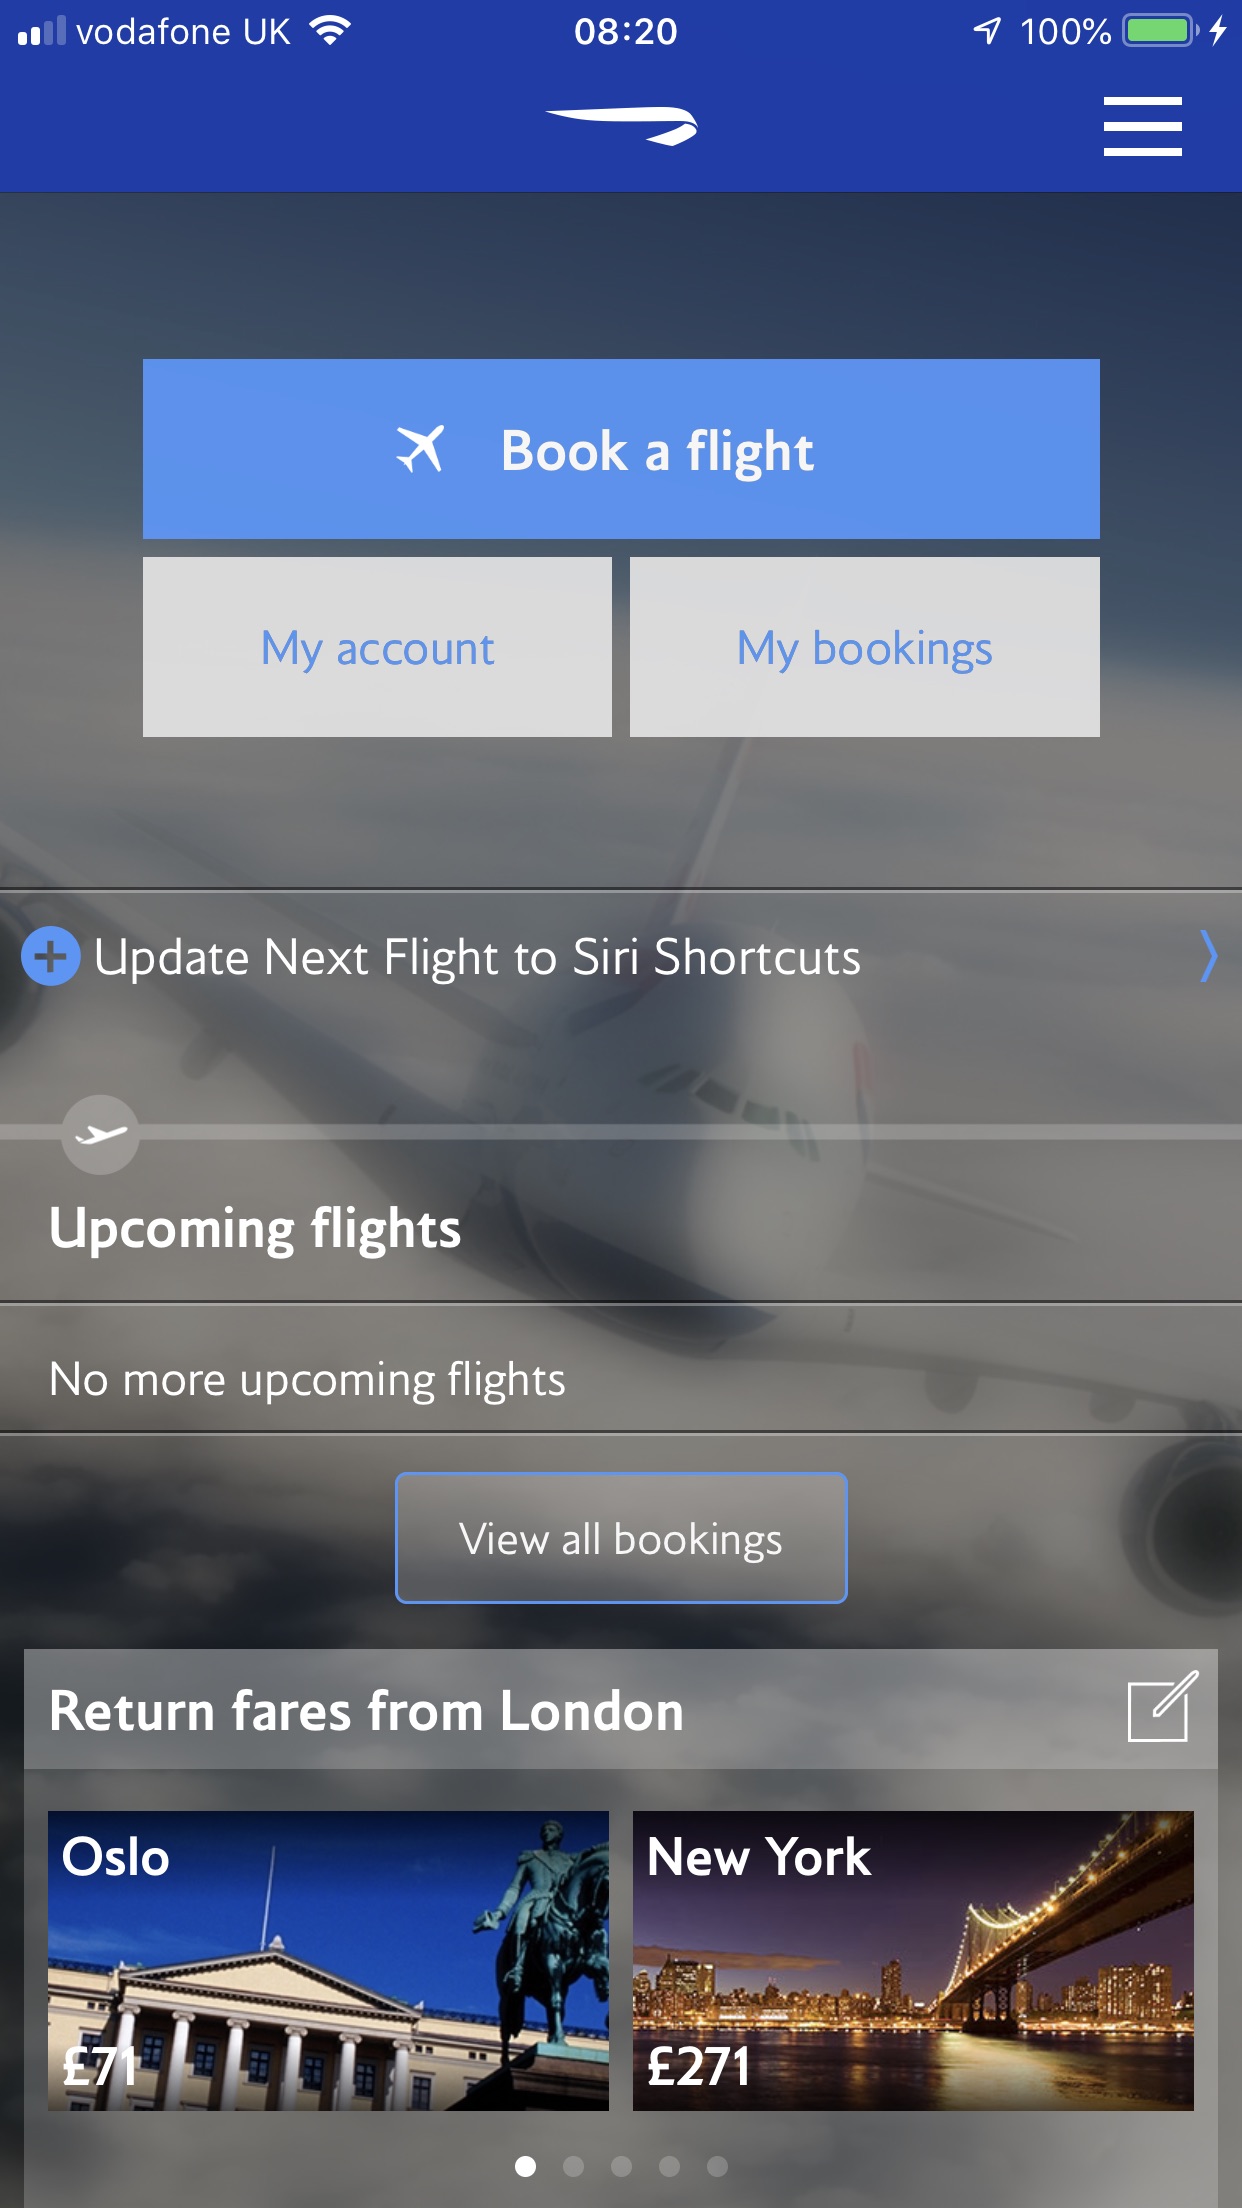 vodafone UK 08:20 100%
Book a flight
My account My bookings
Update Next Flight to Siri Shortcuts
Upcoming flights
No more upcoming flights
View all bookings
Return fares from London
Oslo
£71
New York
£271